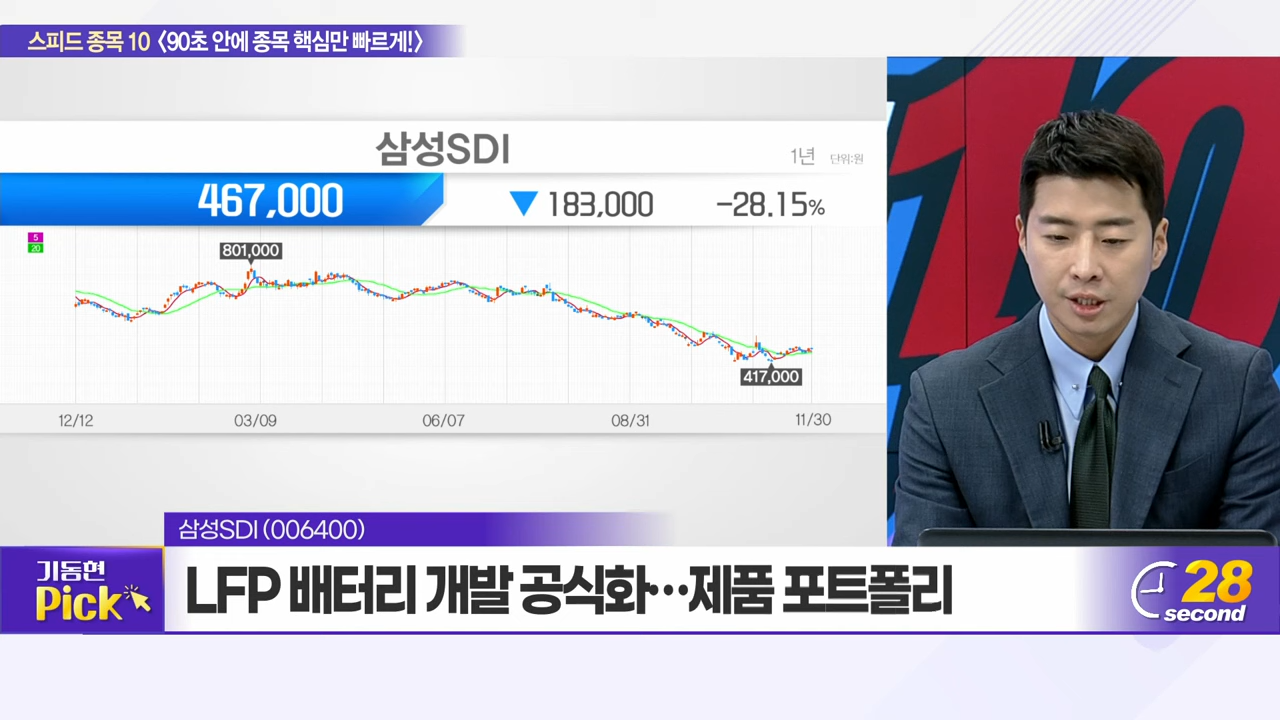 스피드 종목 10 〈90초 안에 종목 핵심만 빠르게!〉
삼성SDI
1년 단위:원
467,000 ▼ 183,000 -28.15%
5
20
801,000
417,000
12/12 03/09 06/07 08/31 11/30
10
삼성SDI (006400)
기동현
Pick
LFP 배터리 개발 공식화…제품 포트폴리
28
second